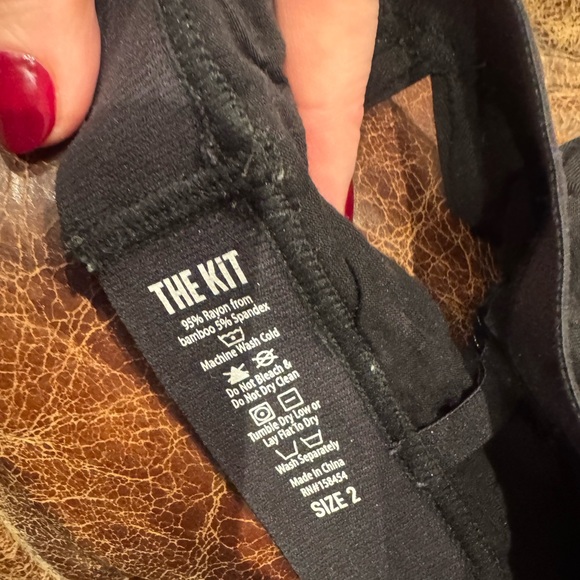 THE KiT
95% Rayon from
bamboo 5% Spandex
Machine Wash Cold
Do Not Bleach &
Do Not Dry Clean
Tumble Dry Low or
Lay Flat To Dry
Wash Separately
Made in China
RN#158454
SIZE 2